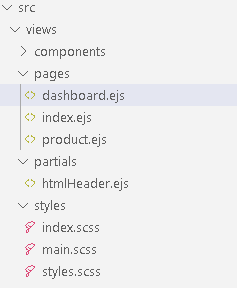 src
views
components
pages
dashboard.ejs
index.ejs
product.ejs
partials
htmlHeader.ejs
styles
index.scss
main.scss
styles.scss